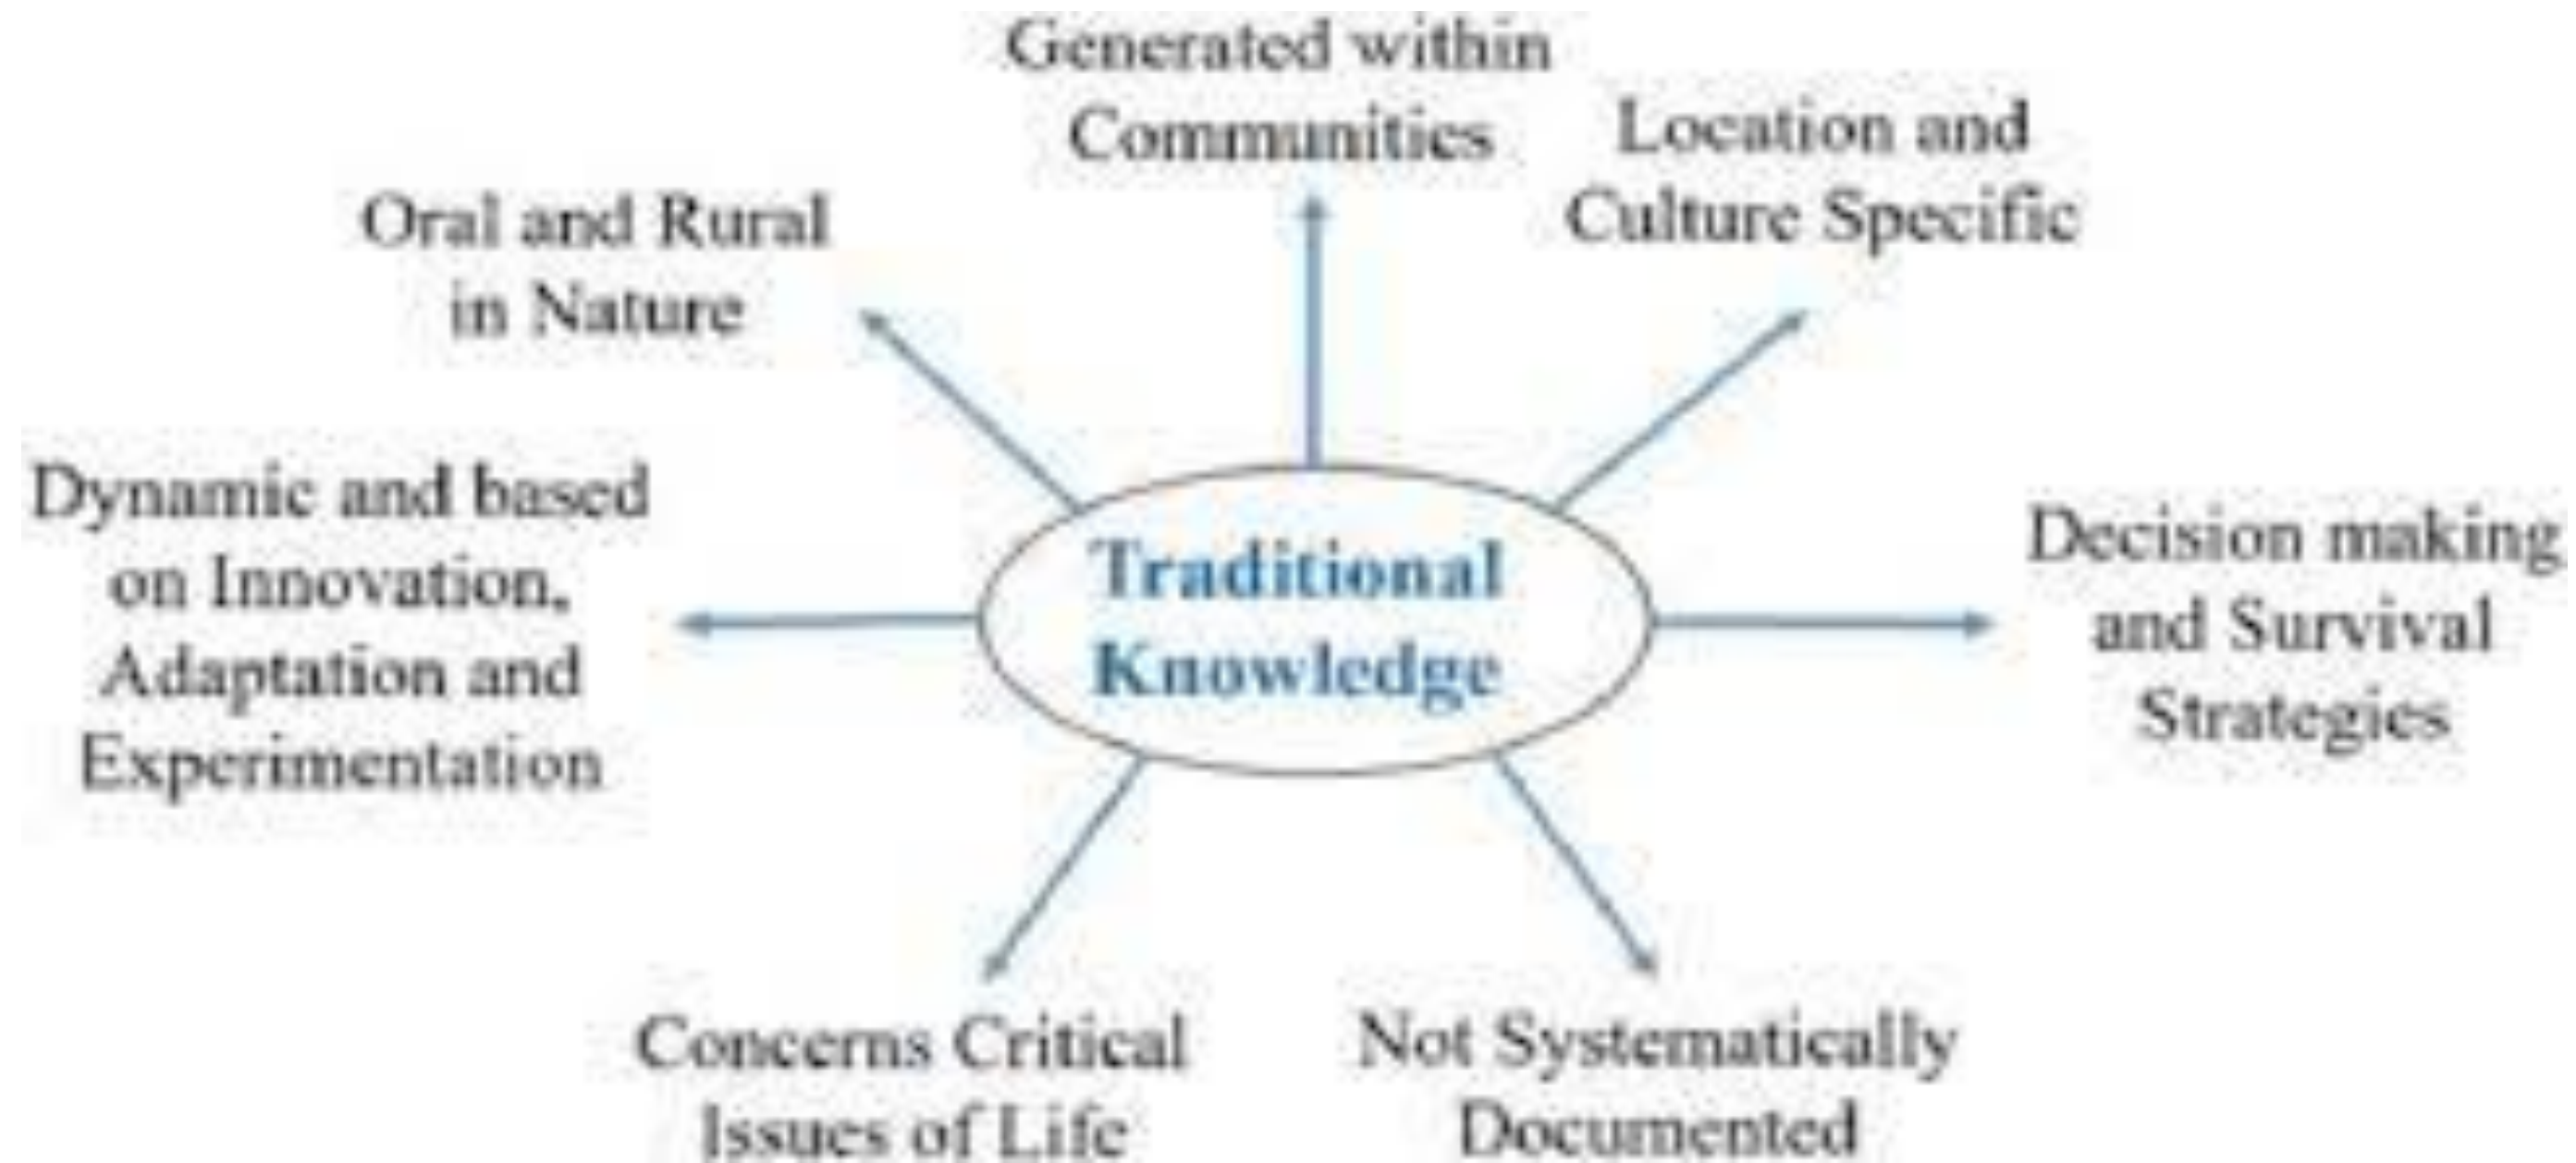 Generated within
Communities
Location and
Culture Specific
Oral and Rural
in Nature
Dynamic and based
on Innovation,
Adaptation and
Experimentation
Traditional
Knowledge
Decision making
and Survival
Strategies
Concerns Critical
Issues of Life
Not Systematically
Documented